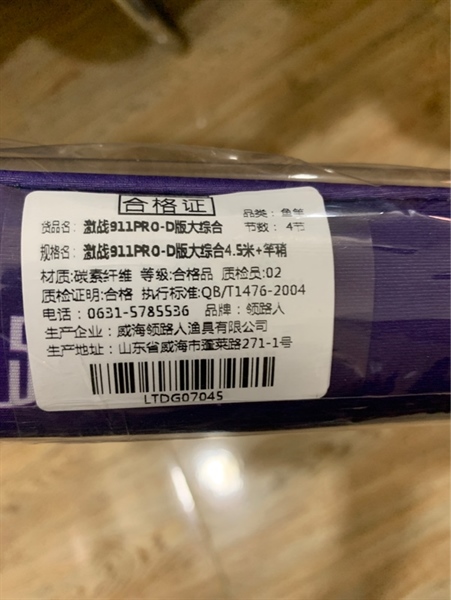 合格证
品类：鱼竿
货品名：激战911PRO-D版大综合
节数：4节
规格名：激战911PRO-D版大综合4.5米+竿稍
材质:碳素纤维 等级:合格品 质检员:02
质检证明:合格 执行标准:QB/T1476-2004
电话：0631-5785536 品牌：领路人
生产企业：威海领路人渔具有限公司
生产地址：山东省威海市蓬莱路271-1号
LTDG07045